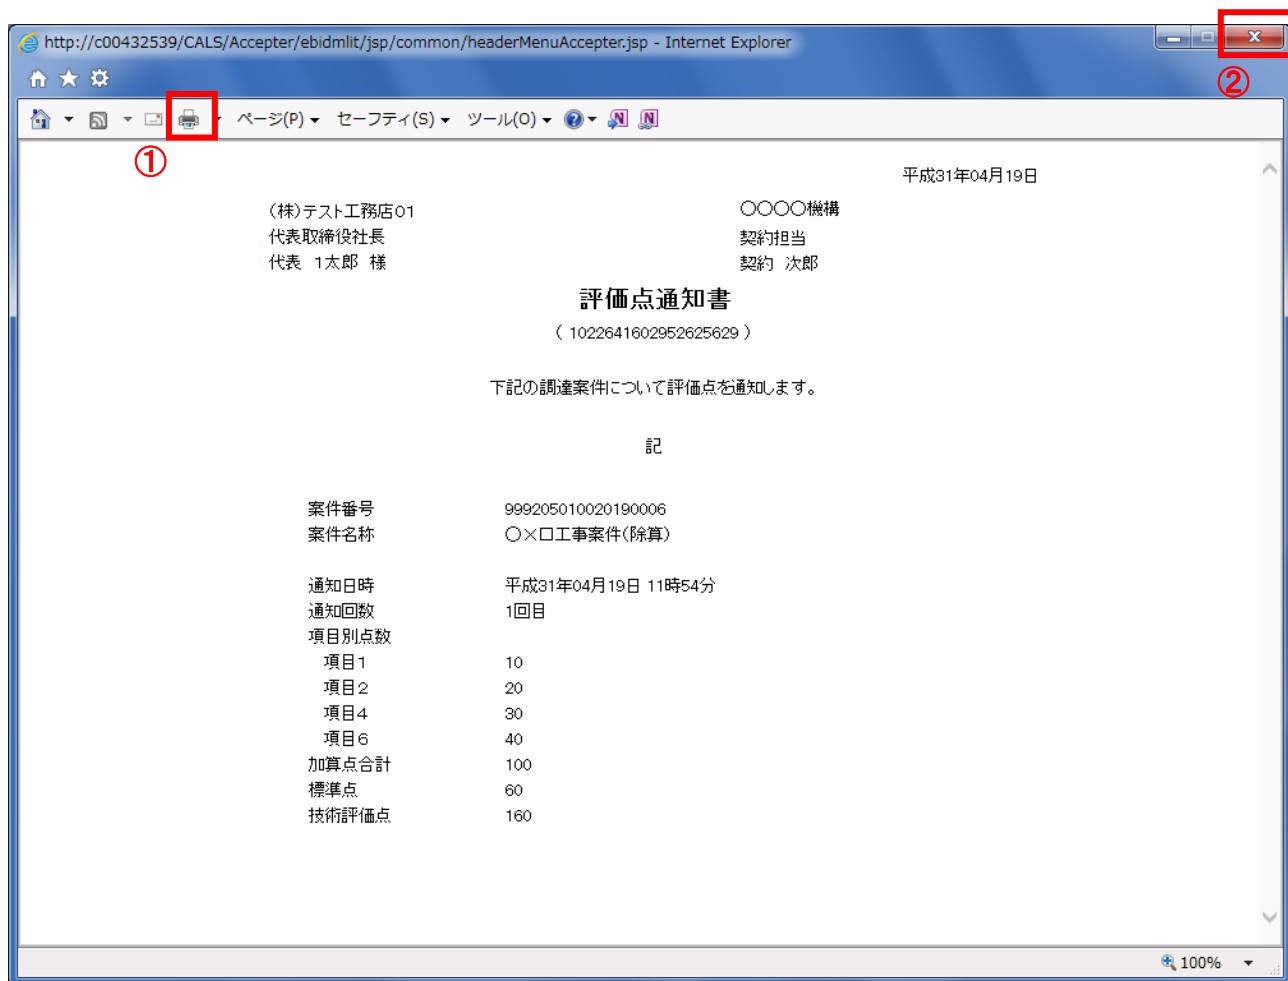 http://c00432539/CALS/Accepter/ebidmlit/jsp/common/headerMenuAccepter.jsp - Internet Explorer
②
ページ(P) セーフティ(S) ツール(O)
①
平成31年04月19日
(株)テスト工務店01 〇〇〇〇機構
代表取締役社長 契約担当
代表 1太郎 様 契約 次郎
評価点通知書
( 1022641602952625629 )
下記の調達案件について評価点を通知します。
記
案件番号 999205010020190006
案件名称 〇×口工事案件(除算)
通知日時 平成31年04月19日 11時54分
通知回数 1回目
項目別点数
項目1 10
項目2 20
項目4 30
項目6 40
加算点合計 100
標準点 60
技術評価点 160
100%